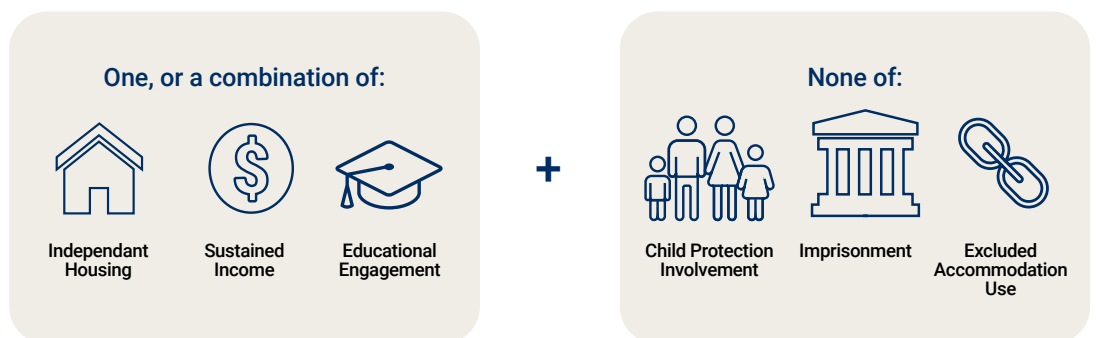 One, or a combination of:
Independant
Housing
Sustained
Income
Educational
Engagement
+
None of:
Child Protection
Involvement
Imprisonment
Excluded
Accommodation
Use